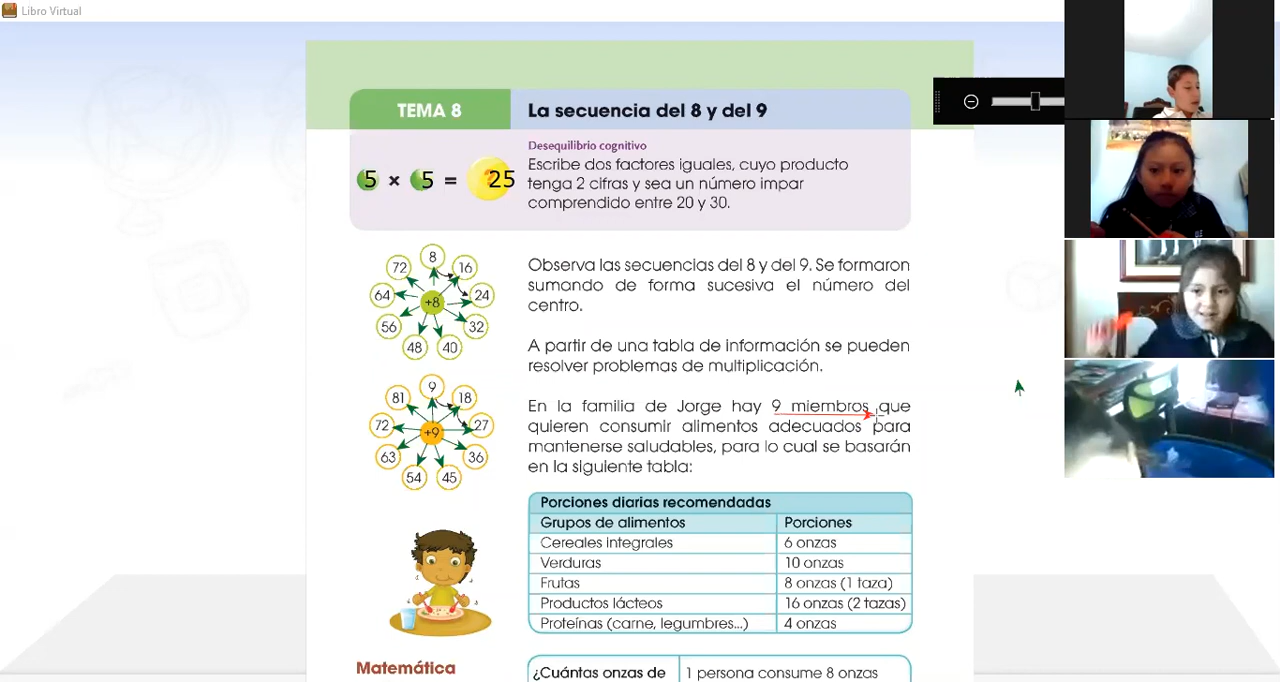 Libro Virtual
TEMA 8
La secuencia del 8 y del 9
5 × 5 = 25
Desequilibrio cognitivo
Escribe dos factores iguales, cuyo producto
tenga 2 cifras y sea un número impar
comprendido entre 20 y 30.
8
16
24
32
40
48
56
64
72
+8
Observa las secuencias del 8 y del 9. Se formaron
sumando de forma sucesiva el número del
centro.
A partir de una tabla de información se pueden
resolver problemas de multiplicación.
9
18
27
36
45
54
63
72
81
+9
En la familia de Jorge hay 9 miembros que
quieren consumir alimentos adecuados para
mantenerse saludables, para lo cual se basarán
en la siguiente tabla:
Porciones diarias recomendadas
Grupos de alimentos Porciones
Cereales integrales 6 onzas
Verduras 10 onzas
Frutas 8 onzas (1 taza)
Productos lácteos 16 onzas (2 tazas)
Proteínas (carne, legumbres...) 4 onzas
Matemática
¿Cuántas onzas de 1 persona consume 8 onzas